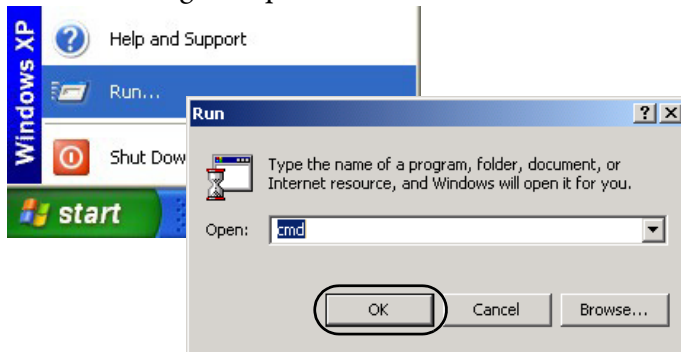 Windows XP
Help and Support
Run...
Shut Dow
start
Run
Type the name of a program, folder, document, or
Internet resource, and Windows will open it for you.
Open:
cmd
OK
Cancel
Browse...